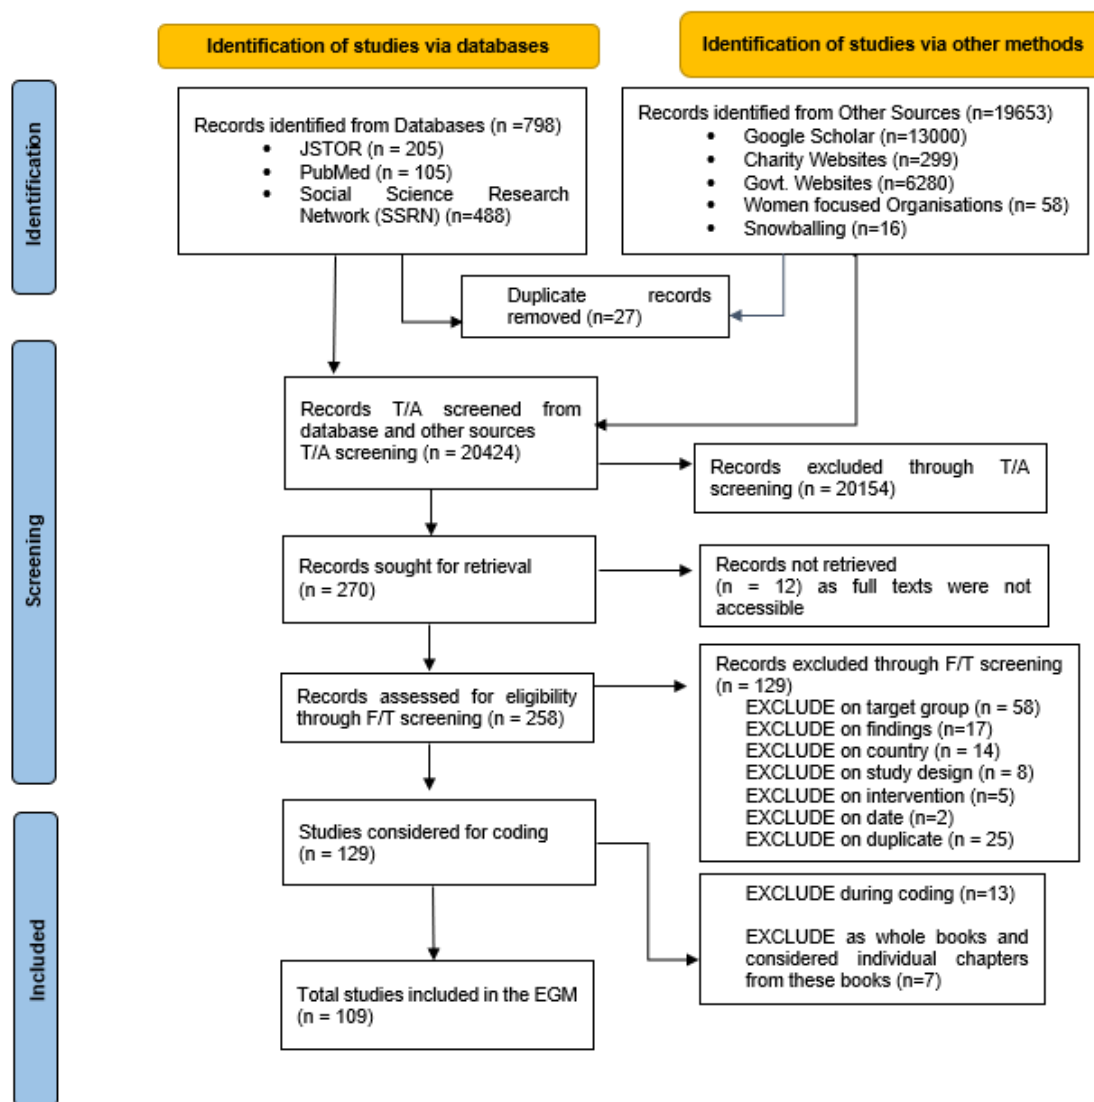 Identification of studies via databases
Identification of studies via other methods
Identification
Records identified from Databases (n =798)
• JSTOR (n = 205)
• PubMed (n = 105)
• Social Science Research
Network (SSRN) (n=488)
Records identified from Other Sources (n=19653)
• Google Scholar (n=13000)
• Charity Websites (n=299)
• Govt. Websites (n=6280)
• Women focused Organisations (n= 58)
• Snowballing (n=16)
Duplicate records
removed (n=27)
Screening
Records T/A screened from
database and other sources
T/A screening (n = 20424)
Records excluded through T/A
screening (n = 20154)
Records sought for retrieval
(n = 270)
Records not retrieved
(n = 12) as full texts were not
accessible
Records assessed for eligibility
through F/T screening (n = 258)
Records excluded through F/T screening
(n = 129)
EXCLUDE on target group (n = 58)
EXCLUDE on findings (n=17)
EXCLUDE on country (n = 14)
EXCLUDE on study design (n = 8)
EXCLUDE on intervention (n=5)
EXCLUDE on date (n=2)
EXCLUDE on duplicate (n = 25)
Included
Studies considered for coding
(n = 129)
EXCLUDE during coding (n=13)
EXCLUDE as whole books and
considered individual chapters
from these books (n=7)
Total studies included in the EGM
(n = 109)